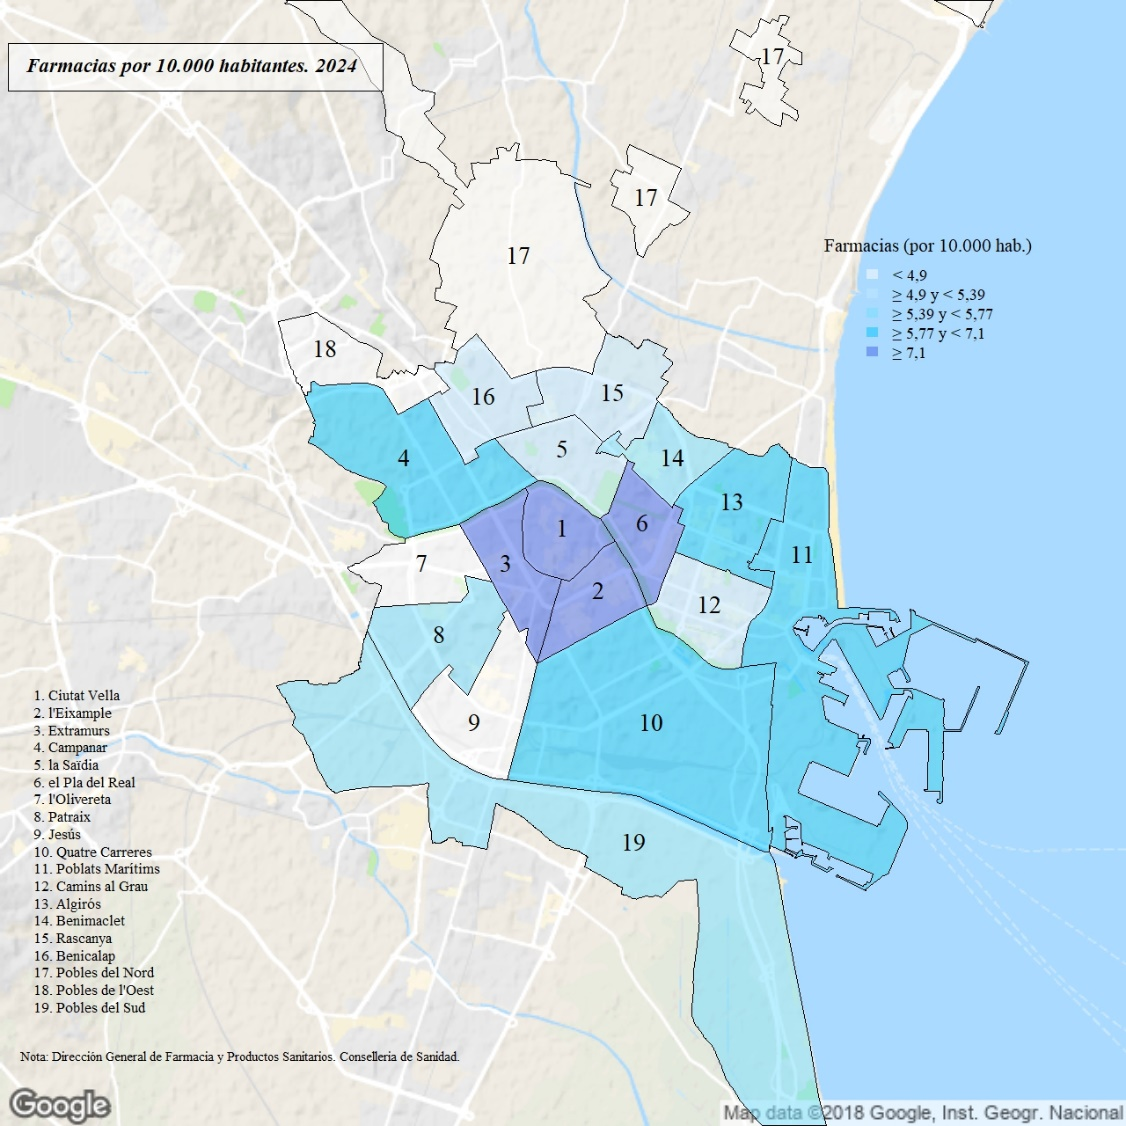 Farmacias por 10.000 habitantes. 2024
17
17
17
Farmacias (por 10.000 hab.)
< 4,9
≥ 4,9 y < 5,39
≥ 5,39 y < 5,77
≥ 5,77 y < 7,1
≥ 7,1
18
16
15
5
4
14
13
6
1
11
3
7
2
12
8
10
9
19
1. Ciutat Vella
2. l'Eixample
3. Extramurs
4. Campanar
5. la Saïdia
6. el Pla del Real
7. l'Olivereta
8. Patraix
9. Jesús
10. Quatre Carreres
11. Poblats Marítims
12. Camins al Grau
13. Algirós
14. Benimaclet
15. Rascanya
16. Benicalap
17. Pobles del Nord
18. Pobles de l'Oest
19. Pobles del Sud
Nota: Dirección General de Farmacia y Productos Sanitarios. Conselleria de Sanidad.
Google
Map data ©2018 Google, Inst. Geogr. Nacional